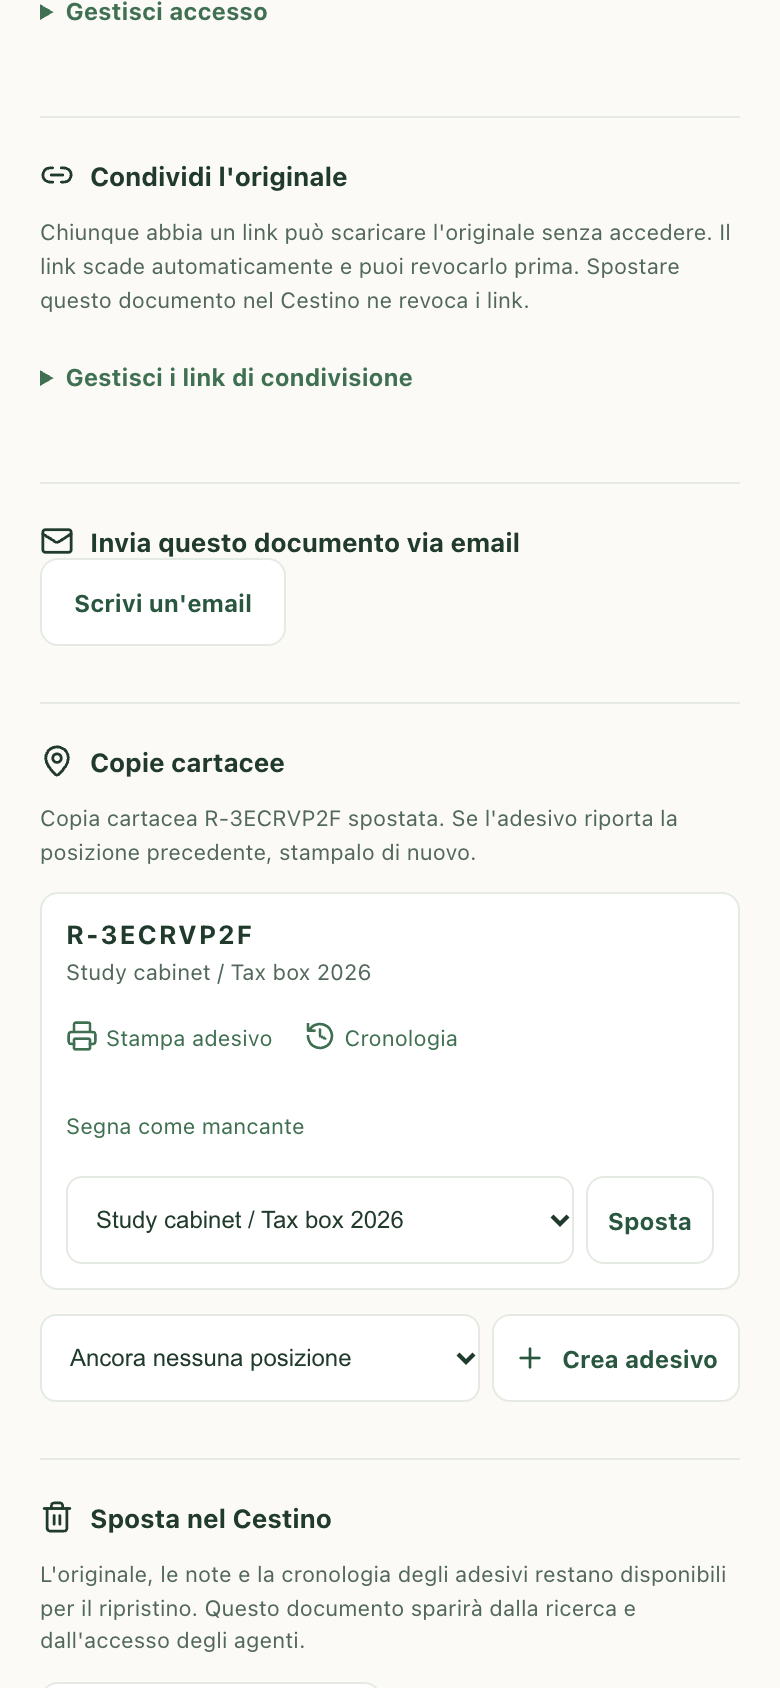 Gestisci accesso
Condividi l'originale
Chiunque abbia un link può scaricare l'originale senza accedere. Il
link scade automaticamente e puoi revocarlo prima. Spostare
questo documento nel Cestino ne revoca i link.
Gestisci i link di condivisione
Invia questo documento via email
Scrivi un'email
Copie cartacee
Copia cartacea R-3ECRVP2F spostata. Se l'adesivo riporta la
posizione precedente, stampalo di nuovo.
R-3ECRVP2F
Study cabinet / Tax box 2026
Stampa adesivo Cronologia
Segna come mancante
Study cabinet / Tax box 2026 Sposta
Ancora nessuna posizione Crea adesivo
Sposta nel Cestino
L'originale, le note e la cronologia degli adesivi restano disponibili
per il ripristino. Questo documento sparirà dalla ricerca e
dall'accesso degli agenti.